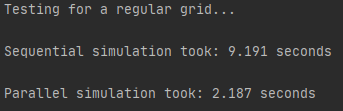 Testing for a regular grid...
Sequential simulation took: 9.191 seconds
Parallel simulation took: 2.187 seconds